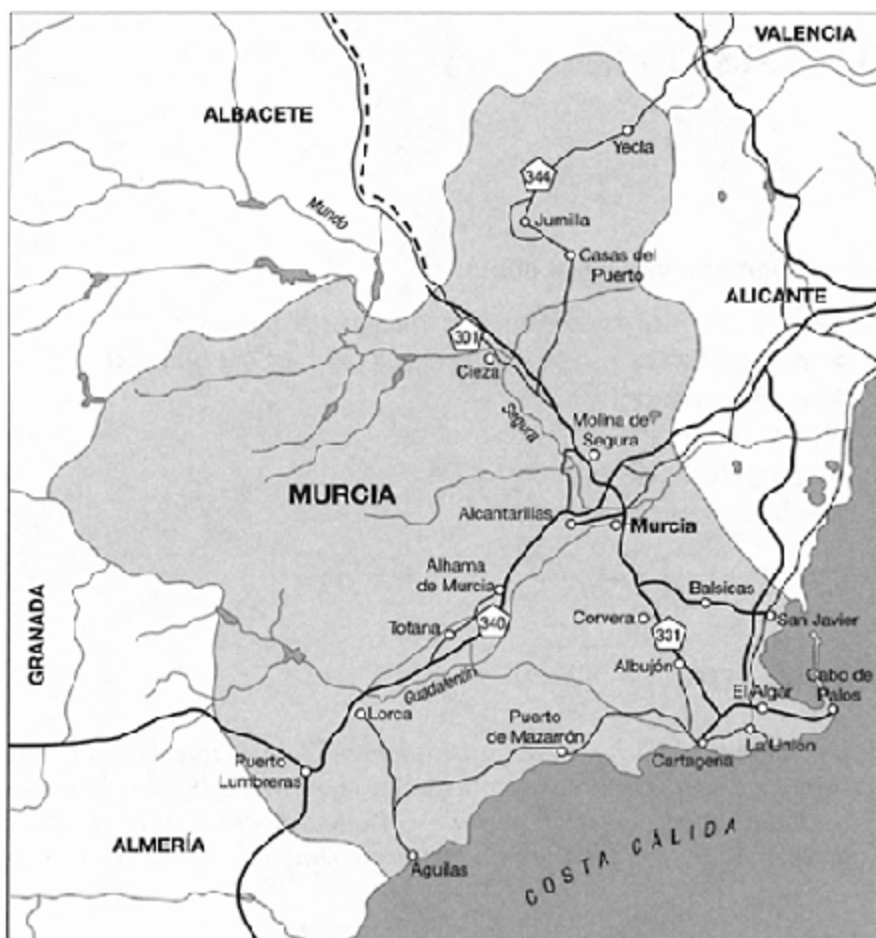 VALENCIA
ALBACETE
Yecla
344
Mundo
Jumilla
Casas del
Puerto
ALICANTE
301
Cieza
Segura
Molina de
Segura
MURCIA
Alcantarillas
Murcia
Alhama
de Murcia
Balsicas
GRANADA
Totana
340
Corvera
331
San Javier
Albujón
Guadalentín
El Algar
Cabo de
Palos
Lorca
Puerto
de Mazarrón
Cartagena
La Unión
Puerto
Lumbreras
ALMERÍA
Aguilas
COSTA CÁLIDA